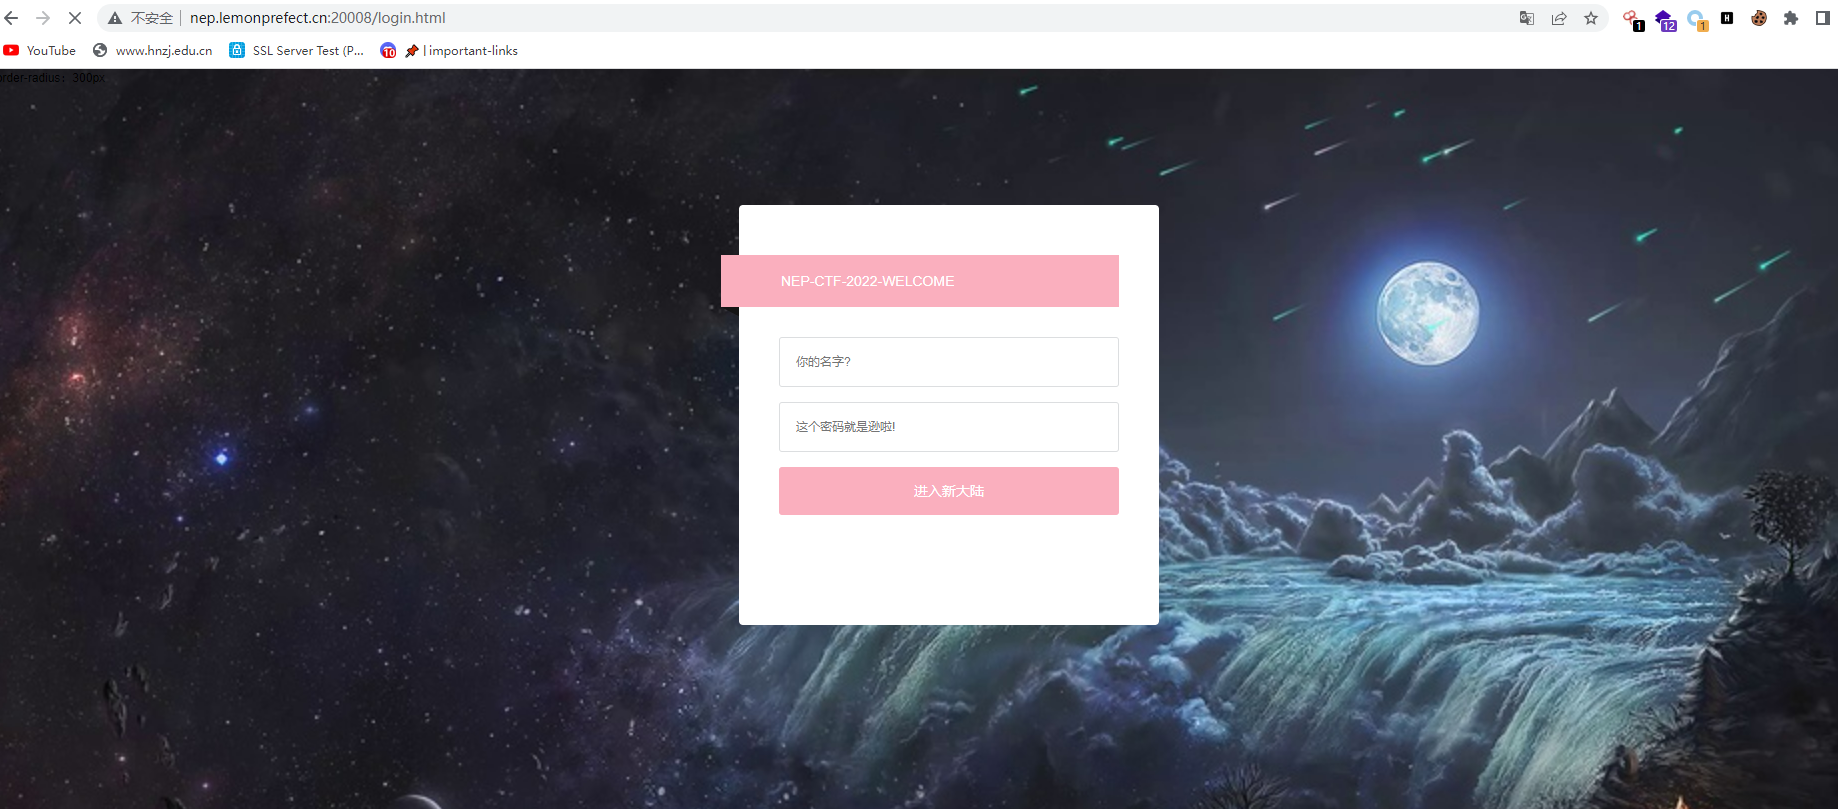 不安全 | nep.lemonprefect.cn:20008/login.html
1 12 1 H
YouTube www.hnzj.edu.cn SSL Server Test (P... 10 | important-links
order-radius: 300px
NEP-CTF-2022-WELCOME
你的名字?
这个密码就是逊啦!
进入新大陆